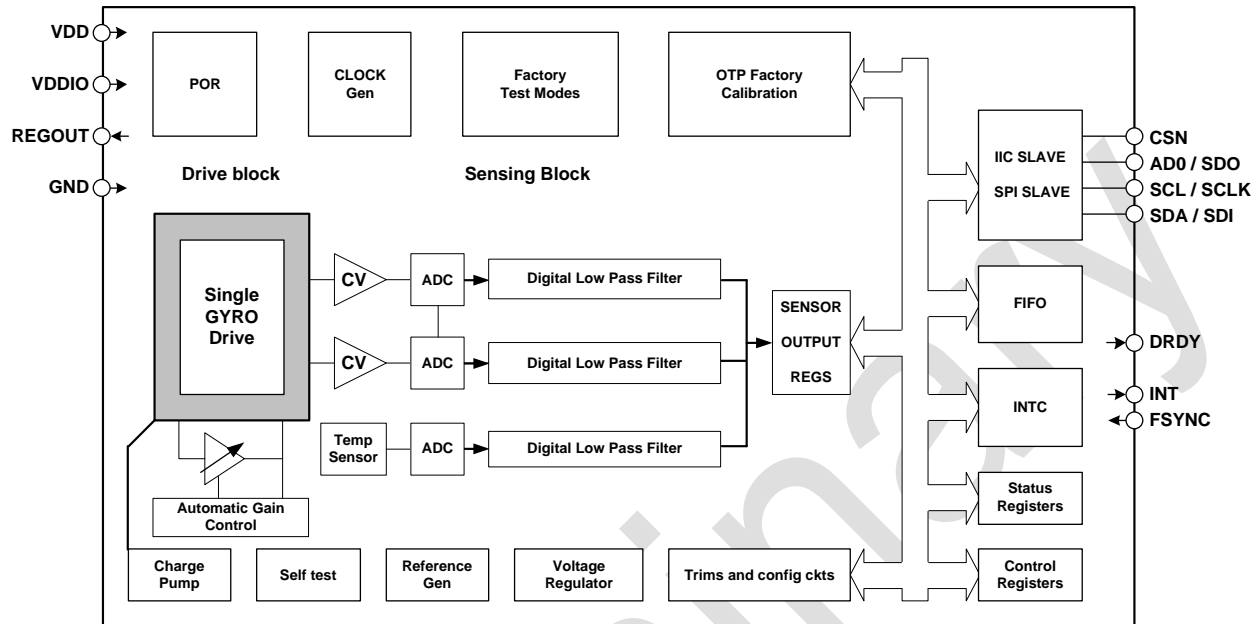 VDD
VDDIO
REGOUT
GND
POR
CLOCK
Gen
Factory
Test Modes
OTP Factory
Calibration
IIC SLAVE
SPI SLAVE
CSN
AD0 / SDO
SCL / SCLK
SDA / SDI
Drive block
Sensing Block
Single
GYRO
Drive
CV
ADC
Digital Low Pass Filter
CV
ADC
Digital Low Pass Filter
Temp
Sensor
ADC
Digital Low Pass Filter
SENSOR
OUTPUT
REGS
FIFO
DRDY
INTC
INT
FSYNC
Automatic Gain
Control
Status
Registers
Charge
Pump
Self test
Reference
Gen
Voltage
Regulator
Trims and config ckts
Control
Registers